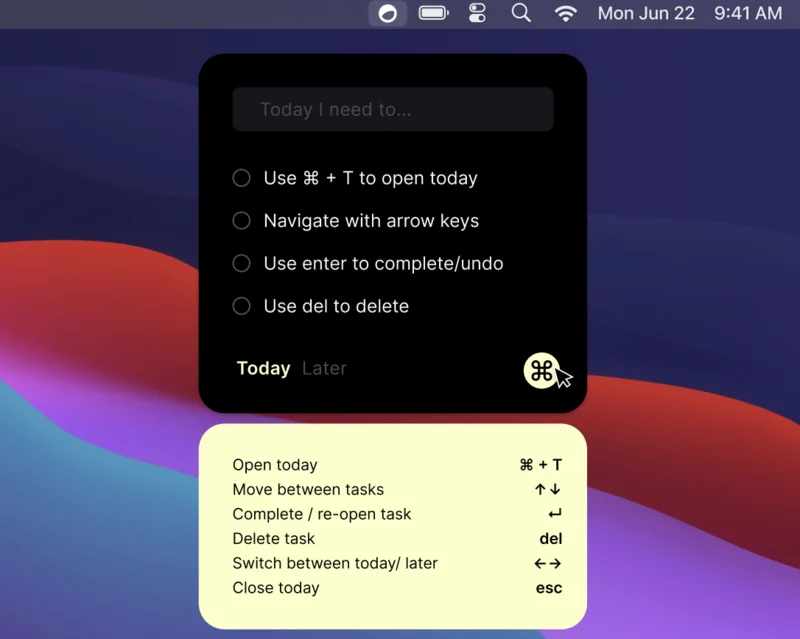 Mon Jun 22 9:41 AM
Today I need to...
Use ⌘ + T to open today
Navigate with arrow keys
Use enter to complete/undo
Use del to delete
Today Later
⌘
Open today ⌘ + T
Move between tasks ↑↓
Complete / re-open task ↵
Delete task del
Switch between today/ later ←→
Close today esc